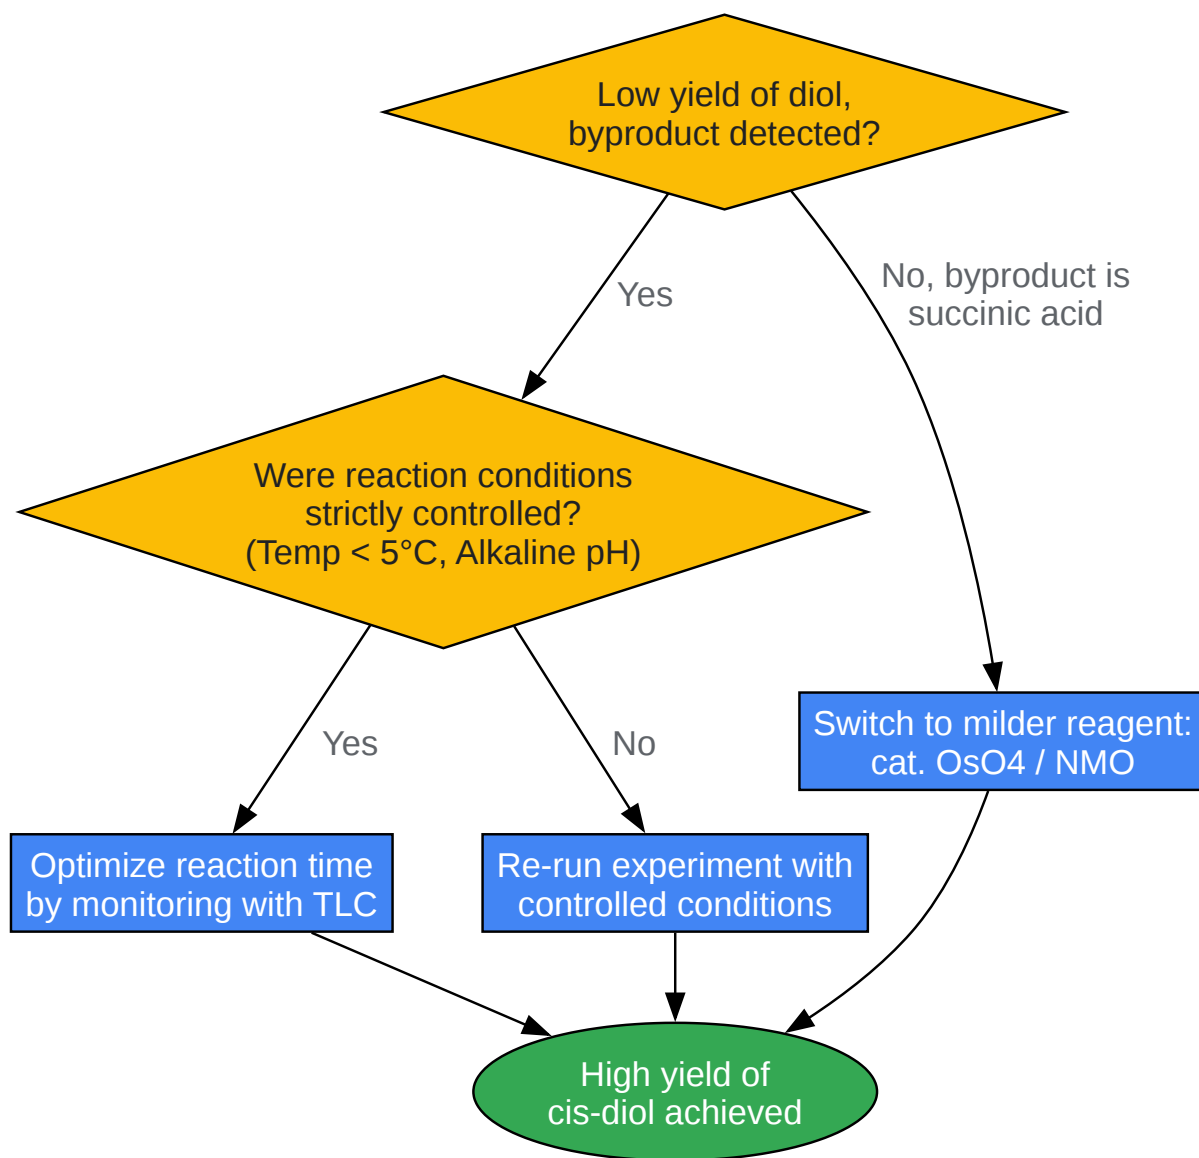 Low yield of diol,
byproduct detected?
No, byproduct is
succinic acid
Yes
Were reaction conditions
strictly controlled?
(Temp < 5°C, Alkaline pH)
Switch to milder reagent:
cat. OsO4 / NMO
Yes
No
Optimize reaction time
by monitoring with TLC
Re-run experiment with
controlled conditions
High yield of
cis-diol achieved